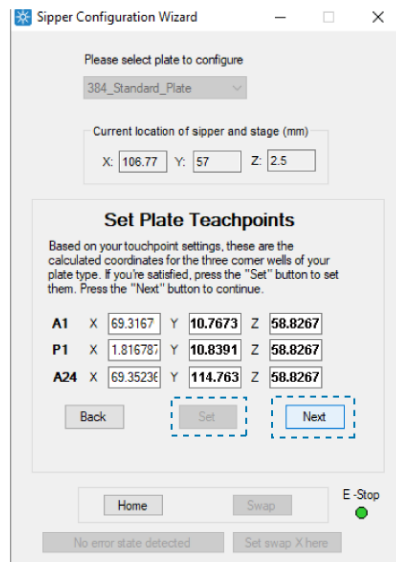 Sipper Configuration Wizard
Please select plate to configure
384_Standard_Plate
Current location of sipper and stage (mm)
X: 106.77 Y: 57 Z: 2.5
Set Plate Teachpoints
Based on your touchpoint settings, these are the
calculated coordinates for the three corner wells of your
plate type. If you're satisfied, press the "Set" button to set
them. Press the "Next" button to continue.
A1 X 69.3167 Y 10.7673 Z 58.8267
P1 X 1.816787 Y 10.8391 Z 58.8267
A24 X 69.35236 Y 114.763 Z 58.8267
Back Set Next
Home Swap E-Stop
No error state detected Set swap X here